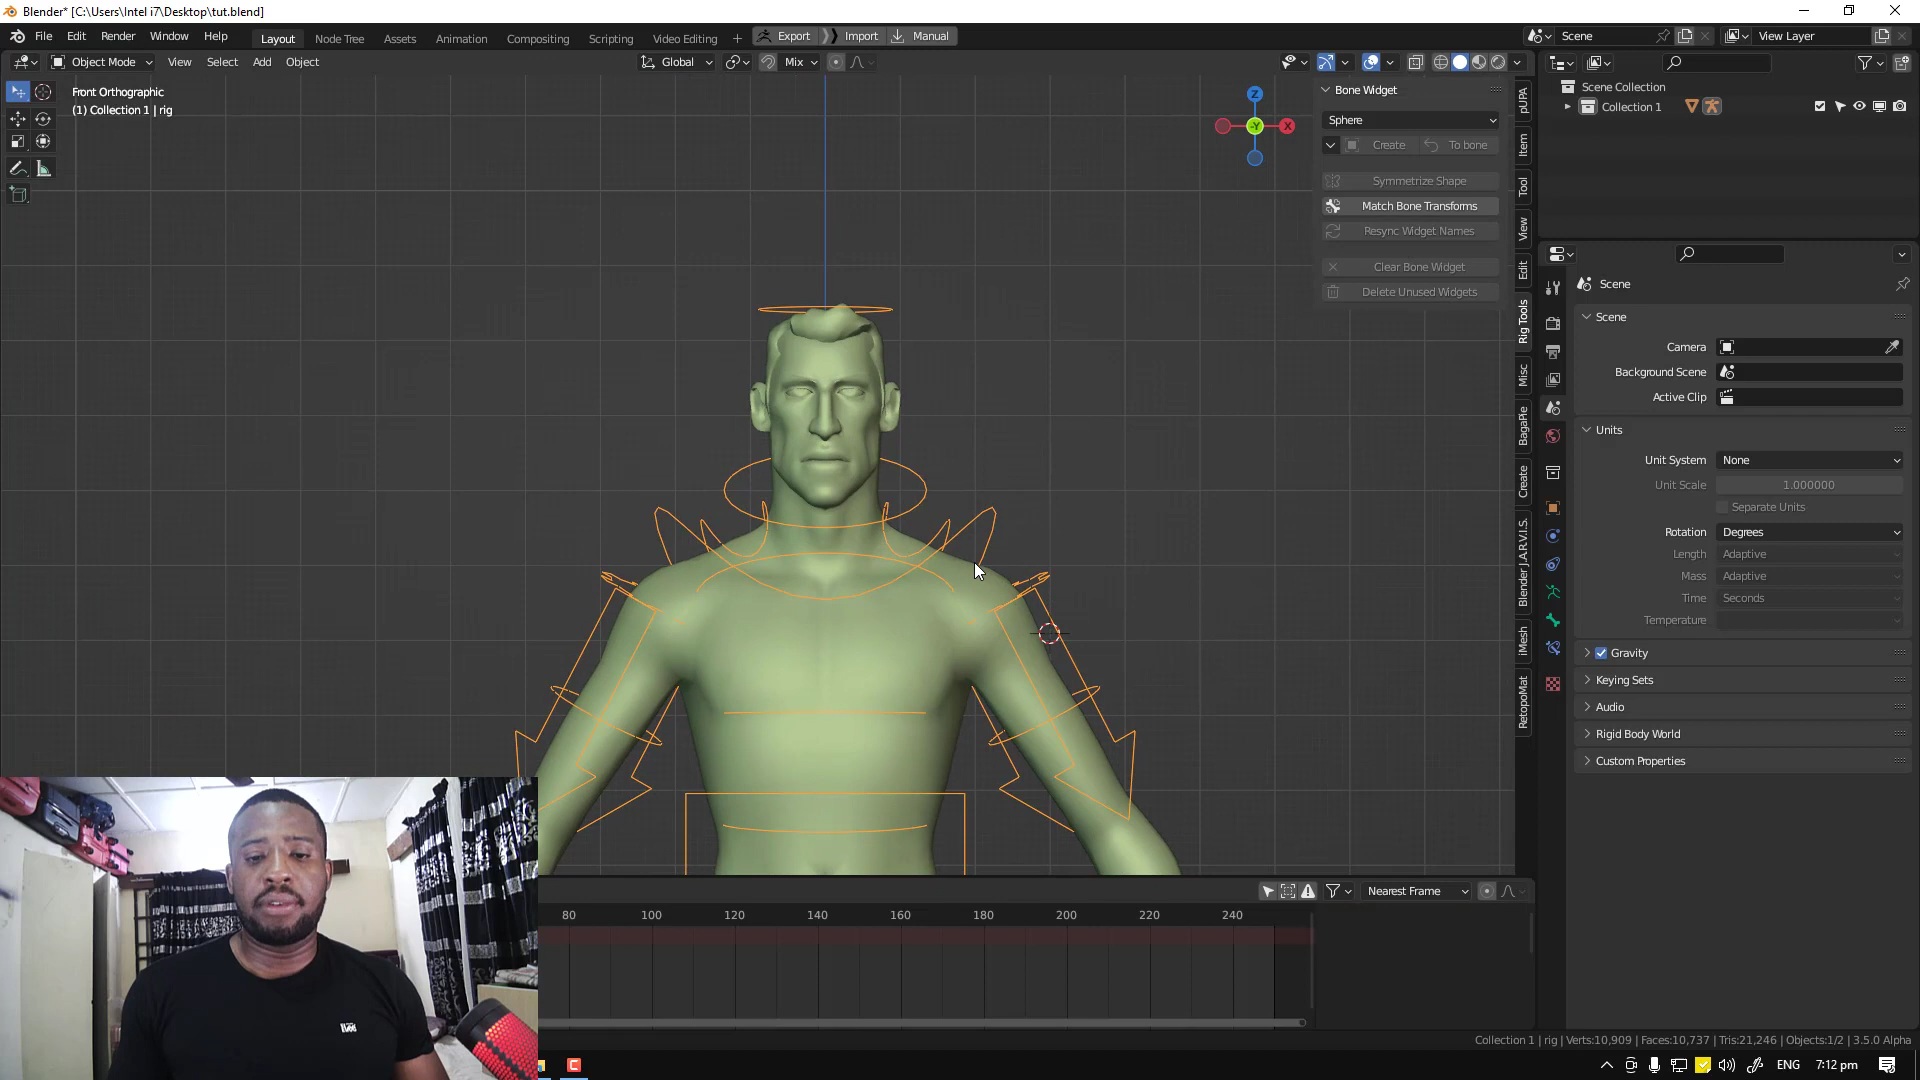 Blender* [C:\Users\Intel i7\Desktop\tut.blend]
File Edit Render Window Help Layout Node Tree Assets Animation Compositing Scripting Video Editing + Export Import Manual Scene View Layer
Object Mode View Select Add Object Global Mix
Front Orthographic
(1) Collection 1 | rig
Z
-Y X
Bone Widget
Sphere
Create To bone
Symmetrize Shape
Match Bone Transforms
Resync Widget Names
Clear Bone Widget
Delete Unused Widgets
pUPA
Item
Tool
View
Edit
Rig Tools
Misc
BagaPie
Create
Blender J.A.R.V.I.S.
iMesh
RetopoMat
Scene Collection
Collection 1
Scene
Scene
Camera
Background Scene
Active Clip
Units
Unit System None
Unit Scale 1.000000
Separate Units
Rotation Degrees
Length Adaptive
Mass Adaptive
Time Seconds
Temperature
Gravity
Keying Sets
Audio
Rigid Body World
Custom Properties
Nearest Frame
80 100 120 140 160 180 200 220 240
Collection 1 | rig | Verts:10,909 | Faces:10,737 | Tris:21,246 | Objects:1/2 | 3.5.0 Alpha
ENG 7:12 pm